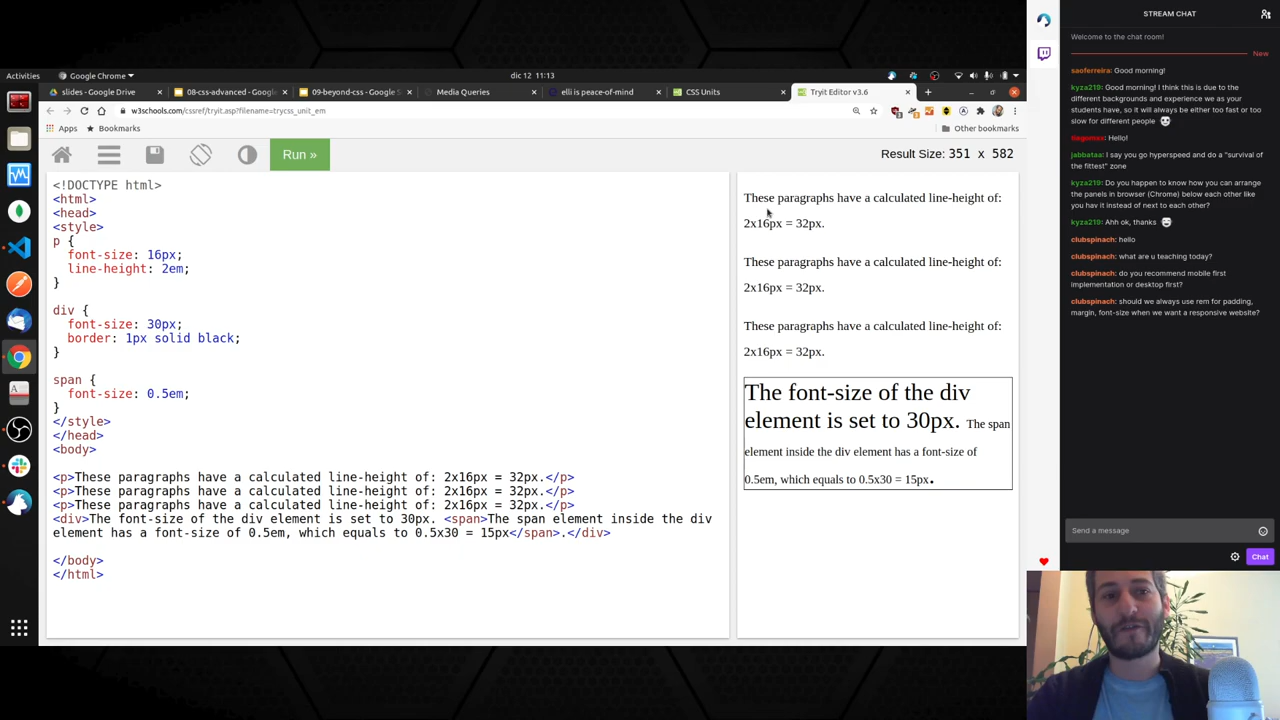 Activities
Google Chrome
dic 12 11:13
slides - Google Drive
08-css-advanced - Google
09-beyond-css - Google S
Media Queries
elli is peace-of-mind
CSS Units
Tryit Editor v3.6
w3schools.com/cssref/tryit.asp?filename=trycss_unit_em
Apps
Bookmarks
Other bookmarks
Run »
Result Size: 351 x 582
<!DOCTYPE html>
<html>
<head>
<style>
p {
font-size: 16px;
line-height: 2em;
}
div {
font-size: 30px;
border: 1px solid black;
}
span {
font-size: 0.5em;
}
</style>
</head>
<body>
<p>These paragraphs have a calculated line-height of: 2x16px = 32px.</p>
<p>These paragraphs have a calculated line-height of: 2x16px = 32px.</p>
<p>These paragraphs have a calculated line-height of: 2x16px = 32px.</p>
<div>The font-size of the div element is set to 30px. <span>The span element inside the div
element has a font-size of 0.5em, which equals to 0.5x30 = 15px</span>.</div>
</body>
</html>
These paragraphs have a calculated line-height of:
2x16px = 32px.
These paragraphs have a calculated line-height of:
2x16px = 32px.
These paragraphs have a calculated line-height of:
2x16px = 32px.
The font-size of the div
element is set to 30px. The span
element inside the div element has a font-size of
0.5em, which equals to 0.5x30 = 15px.
STREAM CHAT
Welcome to the chat room!
New
saoferreira: Good morning!
kyza219: Good morning! I think this is due to the
different backgrounds and experience we as your
students have, so it will always be either too fast or too
slow for different people
Hello!
jabbataa: I say you go hyperspeed and do a "survival of
the fittest" zone
kyza219: Do you happen to know how you can arrange
the panels in browser (Chrome) below each other like
you hav it instead of next to each other?
kyza219: Ahh ok, thanks
clubspinach: hello
clubspinach: what are u teaching today?
clubspinach: do you recommend mobile first
implementation or desktop first?
clubspinach: should we always use rem for padding,
margin, font-size when we want a responsive website?
Send a message
Chat